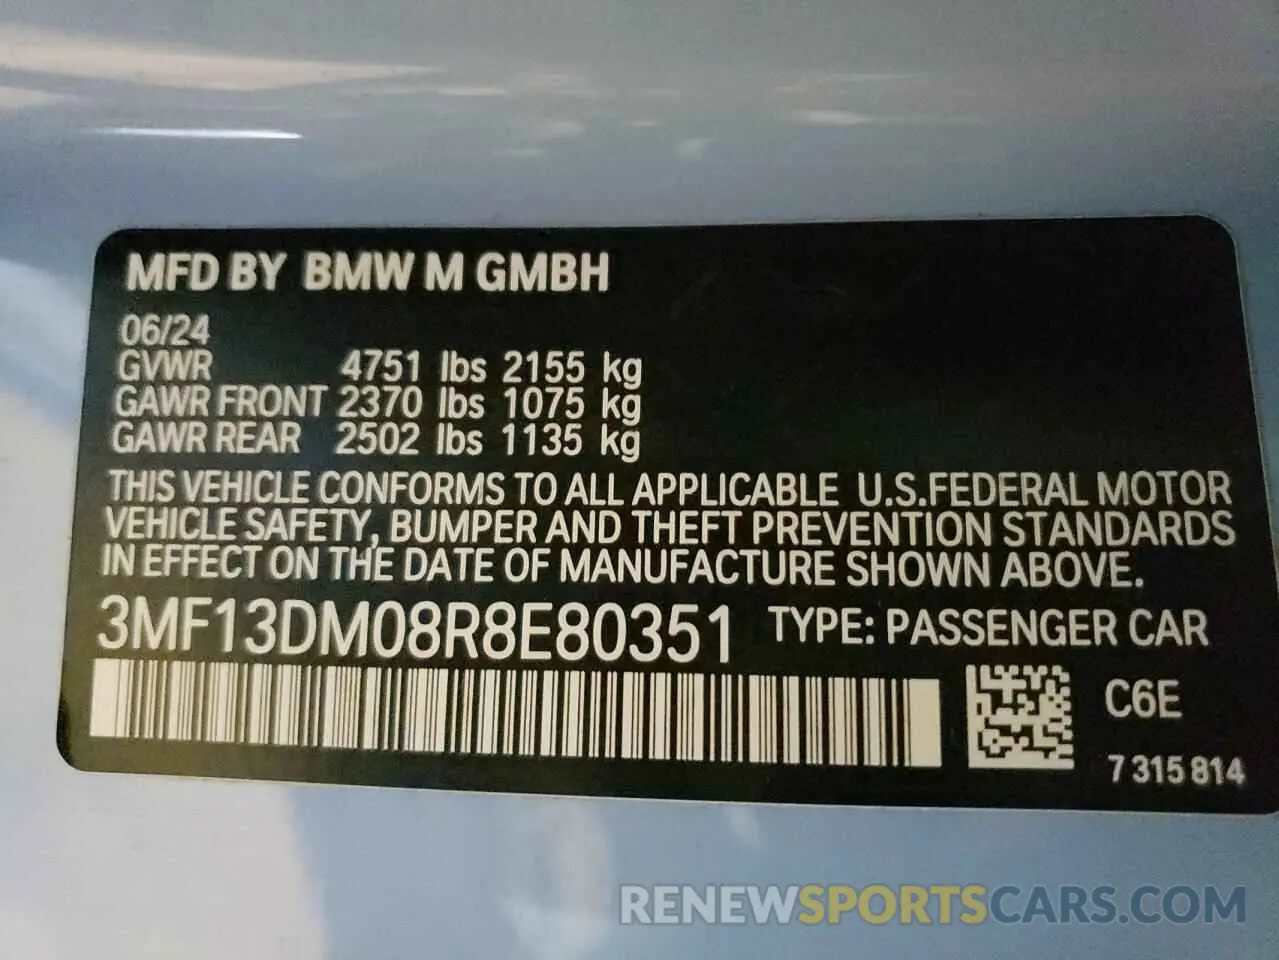 MFD BY BMW M GMBH
06/24
GVWR 4751 lbs 2155 kg
GAWR FRONT 2370 lbs 1075 kg
GAWR REAR 2502 lbs 1135 kg
THIS VEHICLE CONFORMS TO ALL APPLICABLE U.S.FEDERAL MOTOR
VEHICLE SAFETY, BUMPER AND THEFT PREVENTION STANDARDS
IN EFFECT ON THE DATE OF MANUFACTURE SHOWN ABOVE.
3MF13DM08R8E80351 TYPE: PASSENGER CAR
C6E
7 315 814
RENEWSPORTSCARS.COM